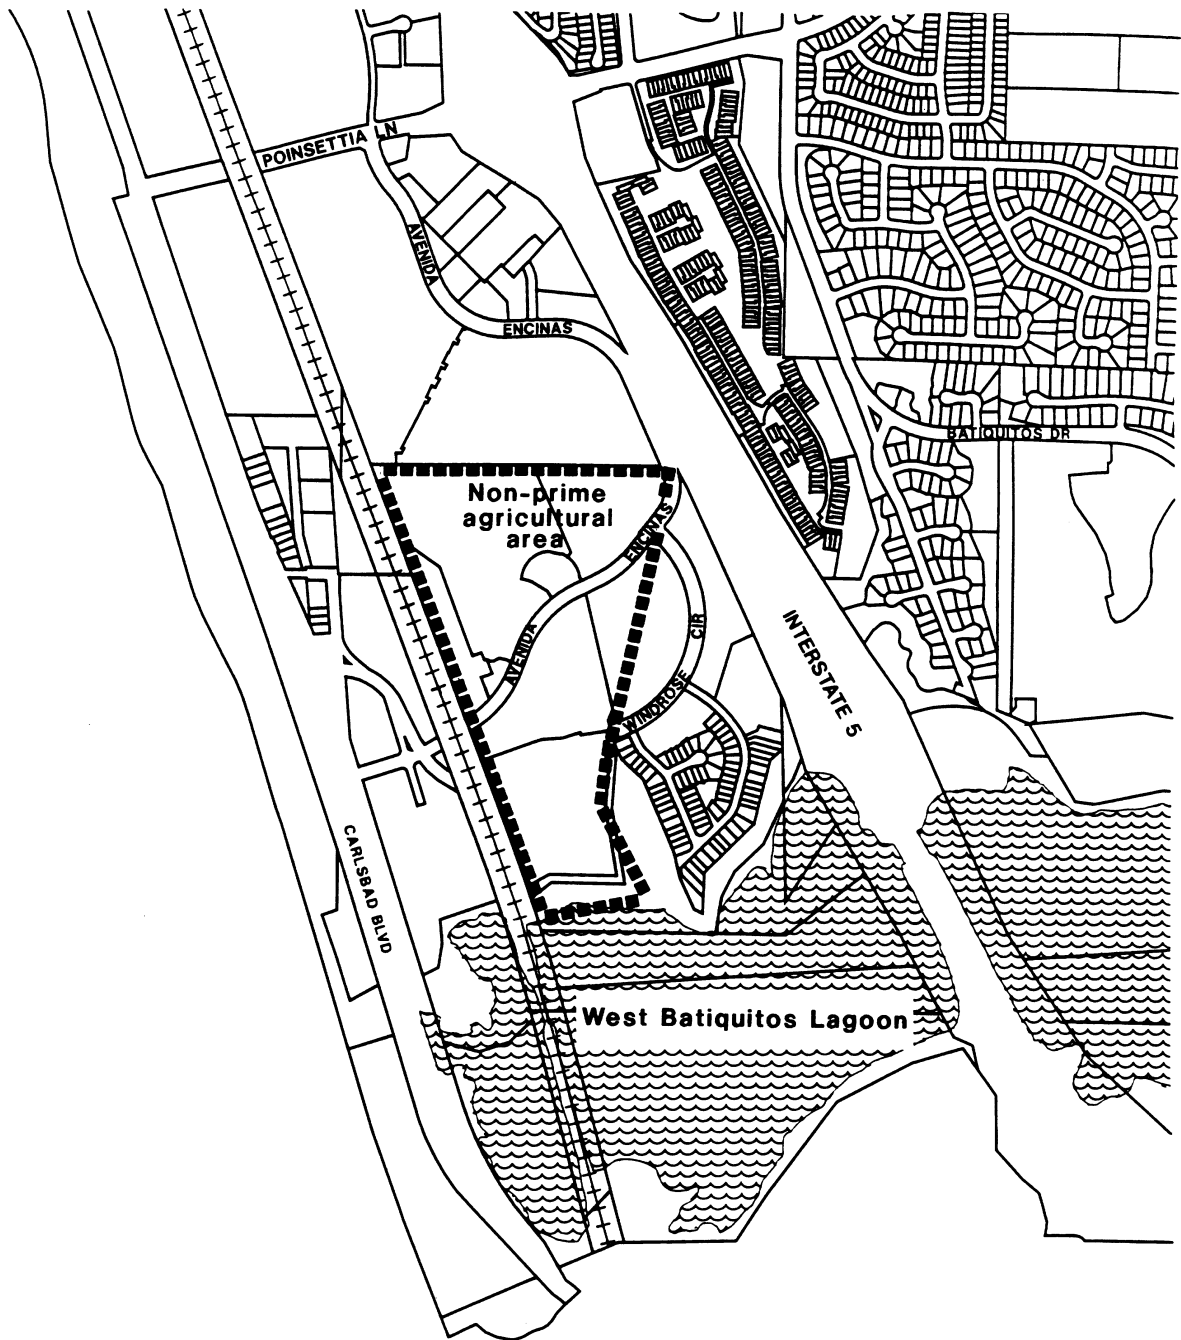 POINSETTIA LN
AVENIDA
ENCINAS
BATIQUITOS DR
Non-prime
agricultural
area
ENCINAS
AVENIDA
CIR
WINDROSE
INTERSTATE 5
CARLSBAD BLVD
West Batiquitos Lagoon